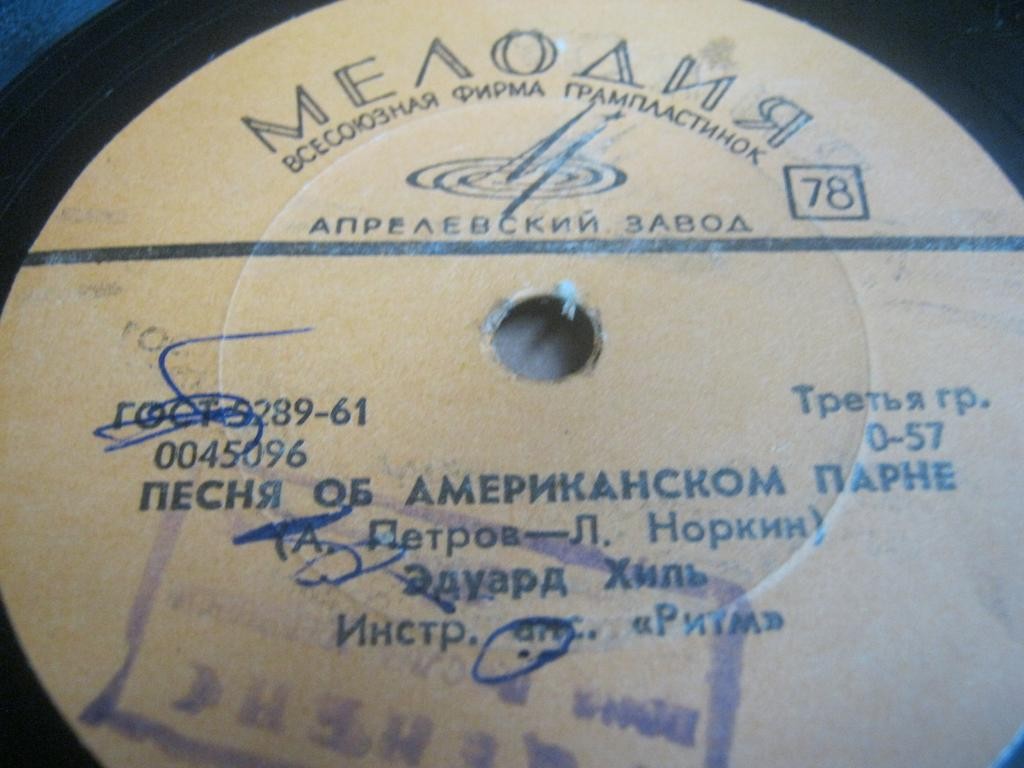 МЕЛОДИЯ
ВСЕСОЮЗНАЯ ФИРМА ГРАМПЛАСТИНОК
78
АПРЕЛЕВСКИЙ ЗАВОД
ГОСТ 5289-61
Третья гр.
0045096
0-57
ПЕСНЯ ОБ АМЕРИКАНСКОМ ПАРНЕ
(А. Петров—Л. Норкин)
Эдуард Хиль
Инстр. анс. «Ритм»